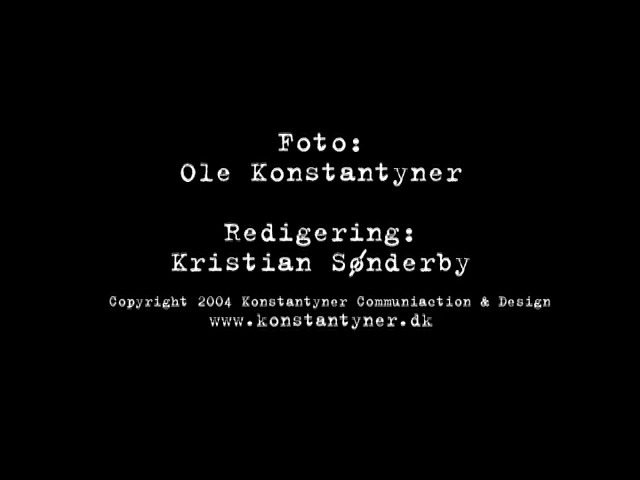 Foto:
Ole Konstantyner
Redigering:
Kristian Sønderby
Copyright 2004 Konstantyner Communiaction & Design
www.konstantyner.dk